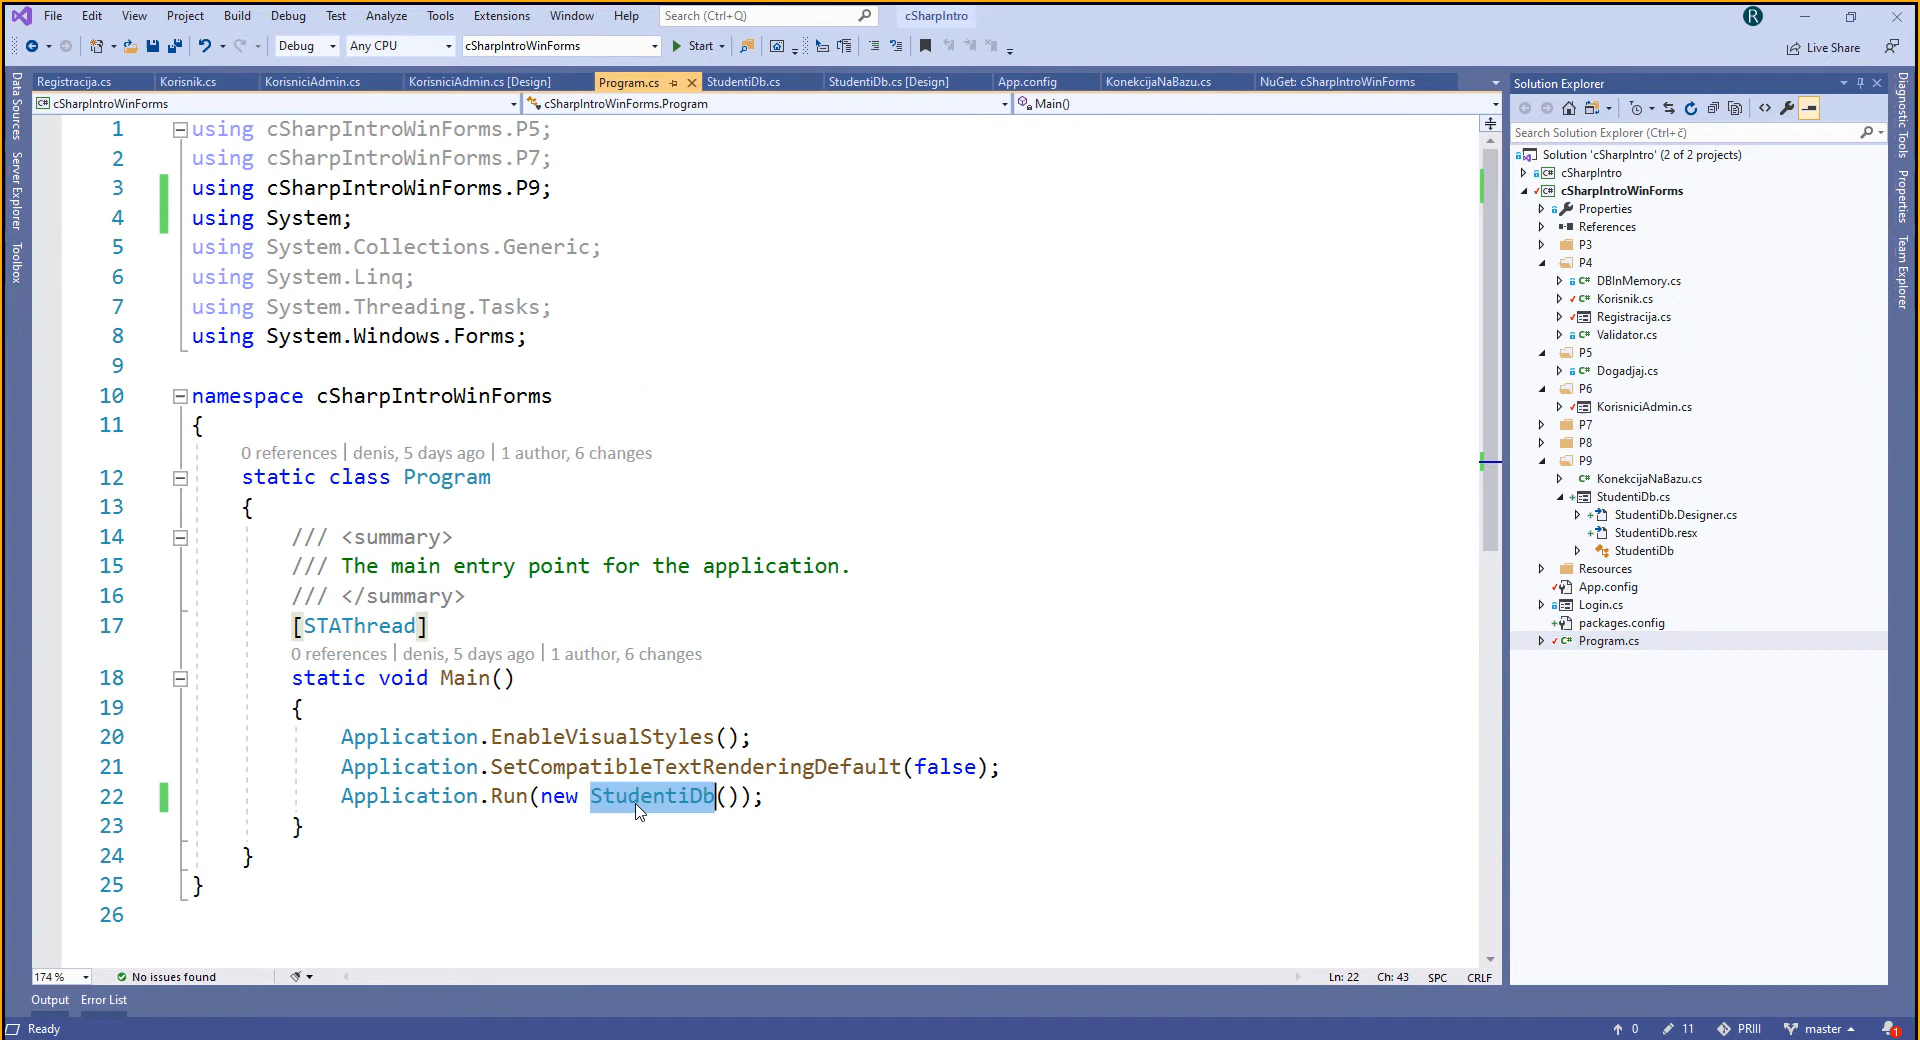 File Edit View Project Build Debug Test Analyze Tools Extensions Window Help Search (Ctrl+Q) cSharpIntro R
Debug Any CPU cSharpIntroWinForms Start Live Share
Registracija.cs Korisnik.cs KorisniciAdmin.cs KorisniciAdmin.cs [Design] Program.cs StudentiDb.cs StudentiDb.cs [Design] App.config KonekcijaNaBazu.cs NuGet: cSharpIntroWinForms
cSharpIntroWinForms cSharpIntroWinForms.Program Main()
Data Sources
Server Explorer
Toolbox
1 using cSharpIntroWinForms.P5;
2 using cSharpIntroWinForms.P7;
3 using cSharpIntroWinForms.P9;
4 using System;
5 using System.Collections.Generic;
6 using System.Linq;
7 using System.Threading.Tasks;
8 using System.Windows.Forms;
9
10 namespace cSharpIntroWinForms
11 {
0 references | denis, 5 days ago | 1 author, 6 changes
12 static class Program
13 {
14 /// <summary>
15 /// The main entry point for the application.
16 /// </summary>
17 [STAThread]
0 references | denis, 5 days ago | 1 author, 6 changes
18 static void Main()
19 {
20 Application.EnableVisualStyles();
21 Application.SetCompatibleTextRenderingDefault(false);
22 Application.Run(new StudentiDb());
23 }
24 }
25 }
26
174 % No issues found Ln: 22 Ch: 43 SPC CRLF
Output Error List
Ready 0 11 PRIII master 1
Solution Explorer
Search Solution Explorer (Ctrl+č)
Solution 'cSharpIntro' (2 of 2 projects)
cSharpIntro
cSharpIntroWinForms
Properties
References
P3
P4
DBInMemory.cs
Korisnik.cs
Registracija.cs
Validator.cs
P5
Dogadjaj.cs
P6
KorisniciAdmin.cs
P7
P8
P9
KonekcijaNaBazu.cs
StudentiDb.cs
StudentiDb.Designer.cs
StudentiDb.resx
StudentiDb
Resources
App.config
Login.cs
packages.config
Program.cs
Diagnostic Tools
Properties
Team Explorer